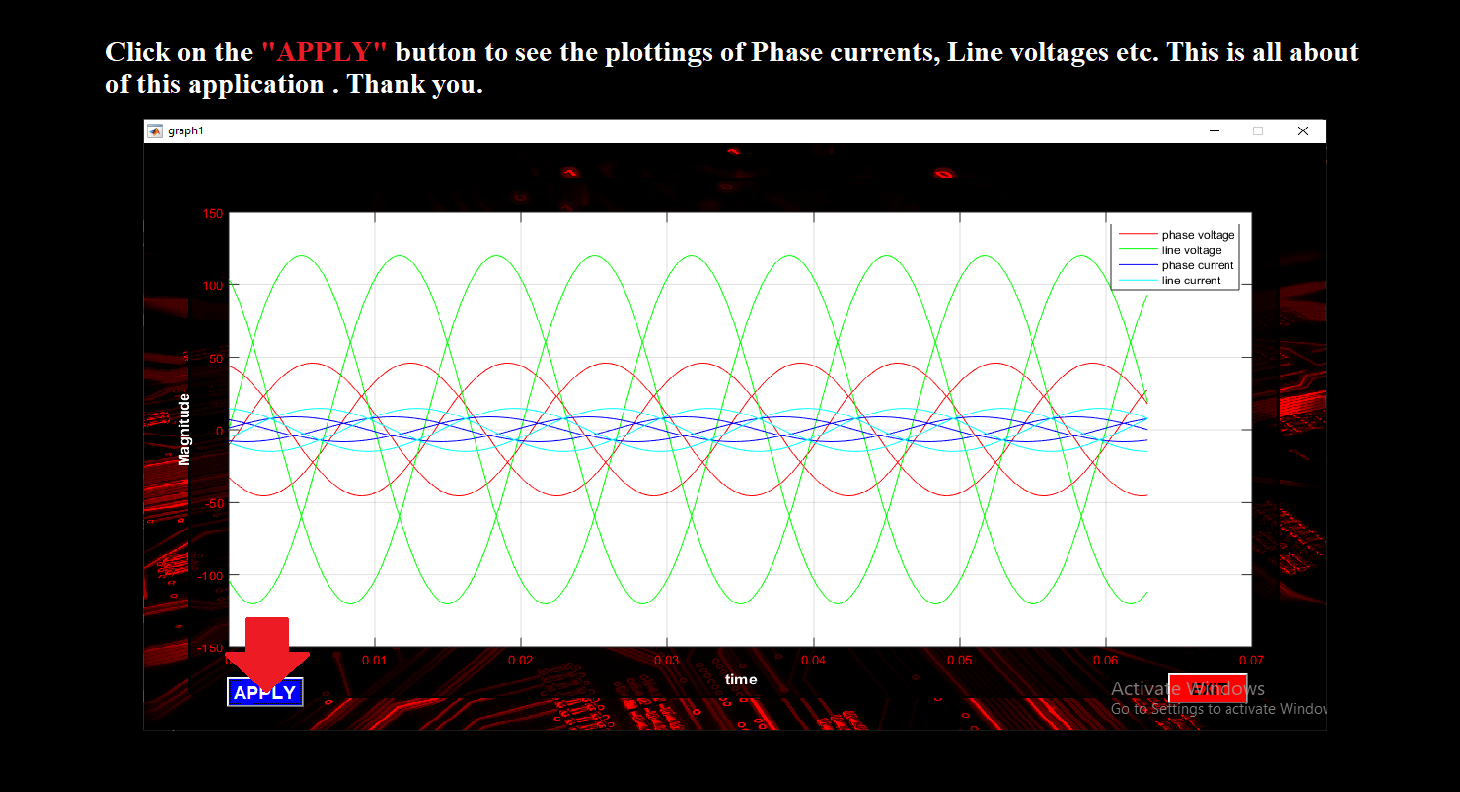 Click on the "APPLY" button to see the plottings of Phase currents, Line voltages etc. This is all about
of this application . Thank you.
graph1
150
100
50
0
-50
-100
-150
Magnitude
phase voltage
line voltage
phase current
line current
0.01
0.02
0.03
0.04
0.05
0.06
0.07
time
APPLY
EXIT
Activate Windows
Go to Settings to activate Window